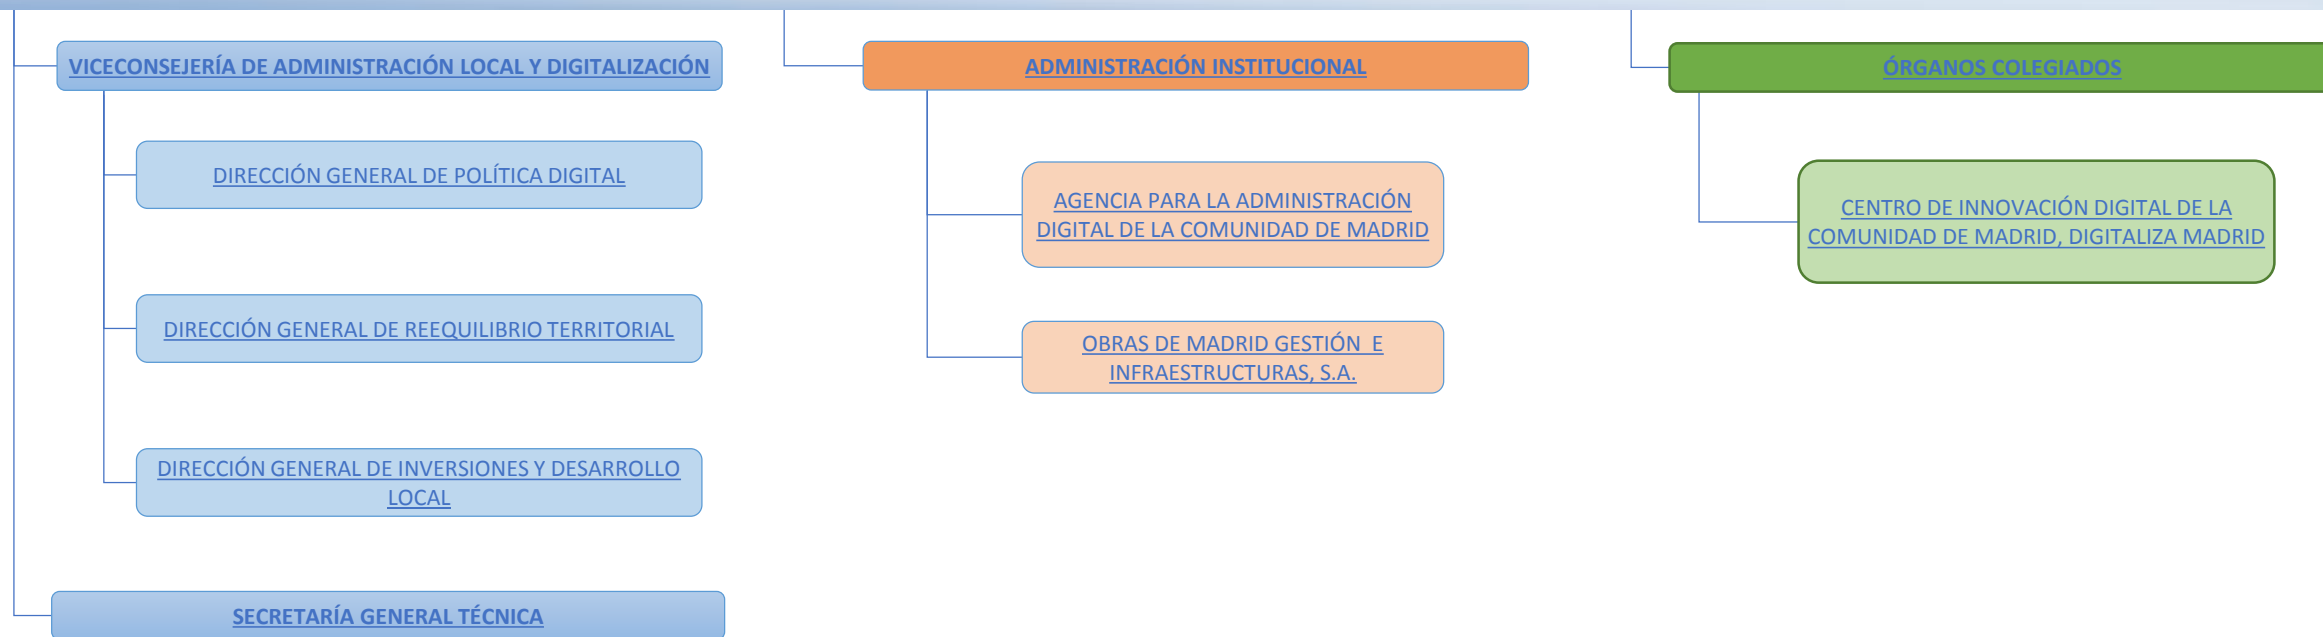 VICECONSEJERÍA DE ADMINISTRACIÓN LOCAL Y DIGITALIZACIÓN
DIRECCIÓN GENERAL DE POLÍTICA DIGITAL
DIRECCIÓN GENERAL DE REEQUILIBRIO TERRITORIAL
DIRECCIÓN GENERAL DE INVERSIONES Y DESARROLLO
LOCAL
SECRETARÍA GENERAL TÉCNICA
ADMINISTRACIÓN INSTITUCIONAL
AGENCIA PARA LA ADMINISTRACIÓN
DIGITAL DE LA COMUNIDAD DE MADRID
OBRAS DE MADRID GESTIÓN  E
INFRAESTRUCTURAS, S.A.
ÓRGANOS COLEGIADOS
CENTRO DE INNOVACIÓN DIGITAL DE LA
COMUNIDAD DE MADRID, DIGITALIZA MADRID